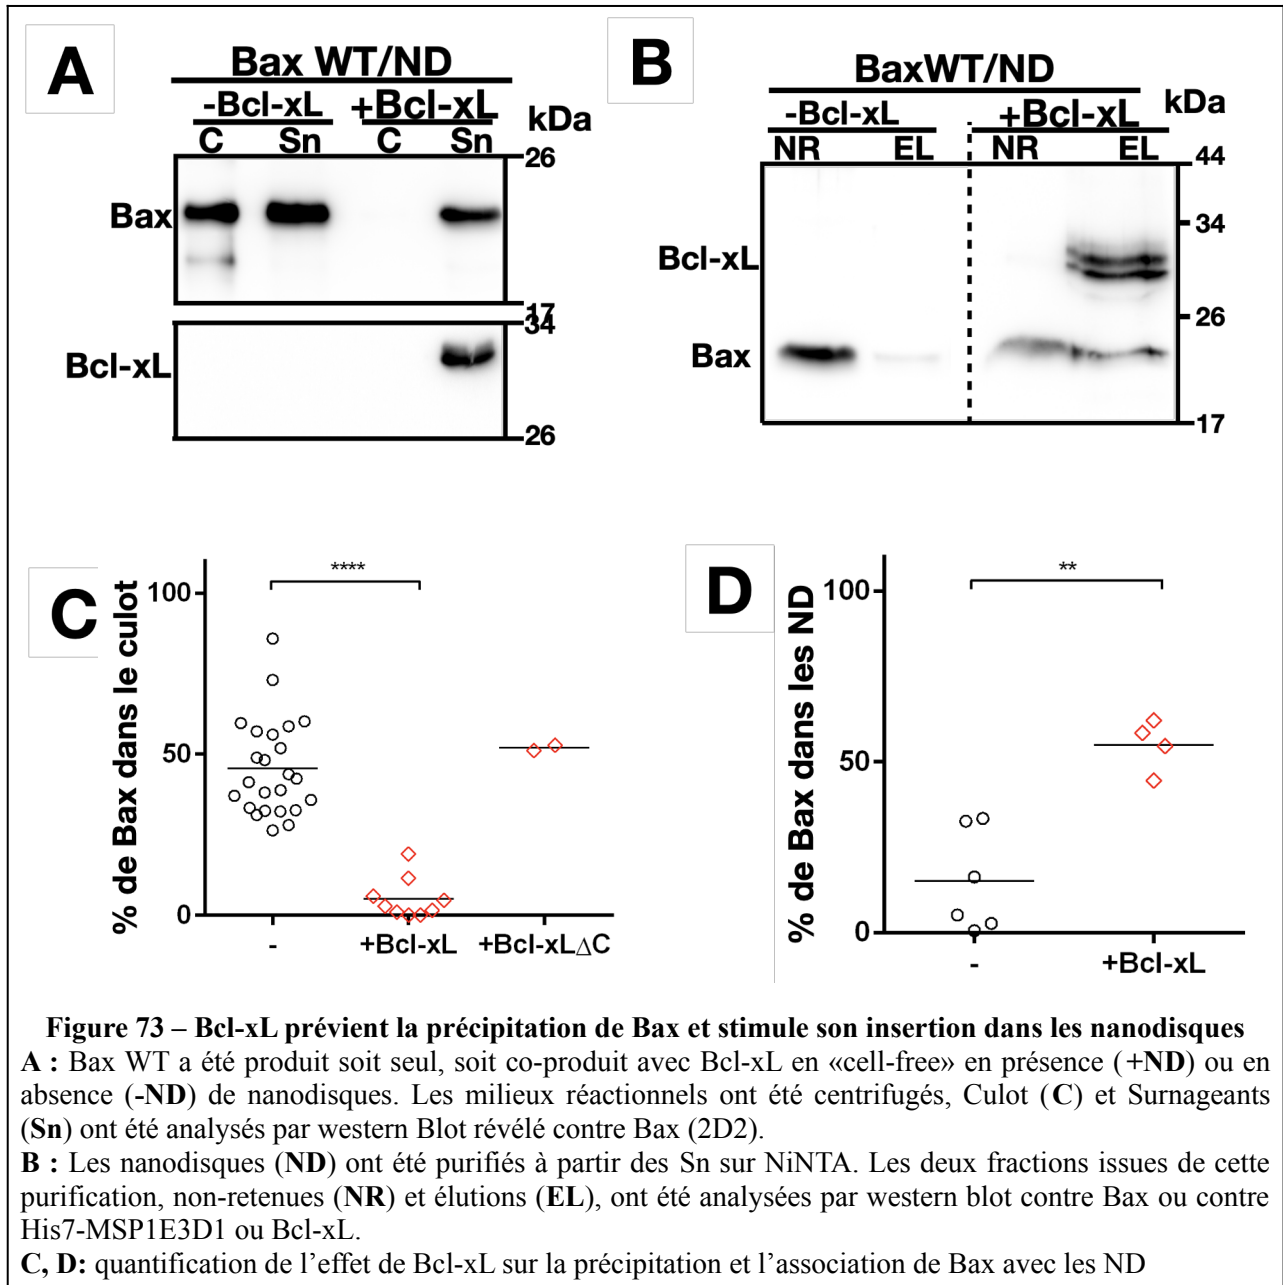 A
Bax WT/ND
-Bcl-xL +Bcl-xL
kDa
C Sn C Sn
26
Bax
17
34
Bcl-xL
26
B
BaxWT/ND
-Bcl-xL +Bcl-xL
kDa
NR EL NR EL
44
34
Bcl-xL
26
Bax
17
C
% de Bax dans le culot
100
50
0
****
- +Bcl-xL +Bcl-xLΔC
D
% de Bax dans les ND
100
50
0
**
- +Bcl-xL
Figure 73 – Bcl-xL prévient la précipitation de Bax et stimule son insertion dans les nanodisques
A : Bax WT a été produit soit seul, soit co-produit avec Bcl-xL en «cell-free» en présence (+ND) ou en
absence (-ND) de nanodisques. Les milieux réactionnels ont été centrifugés, Culot (C) et Surnageants
(Sn) ont été analysés par western Blot révélé contre Bax (2D2).
B : Les nanodisques (ND) ont été purifiés à partir des Sn sur NiNTA. Les deux fractions issues de cette
purification, non-retenues (NR) et élutions (EL), ont été analysées par western blot contre Bax ou contre
His7-MSP1E3D1 ou Bcl-xL.
C, D: quantification de l’effet de Bcl-xL sur la précipitation et l’association de Bax avec les ND